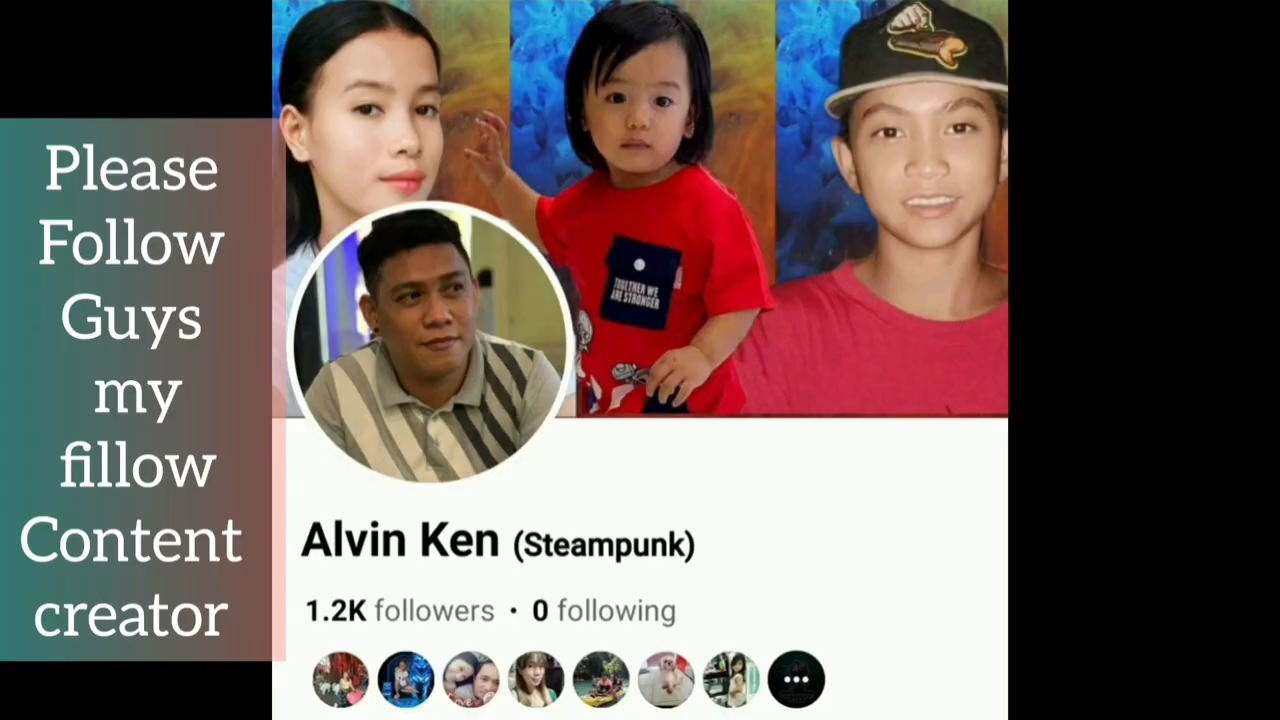 Please
Follow
Guys
my
fillow
Content
creator
TOGETHER WE
ARE STRONGER
Alvin Ken (Steampunk)
1.2K followers • 0 following